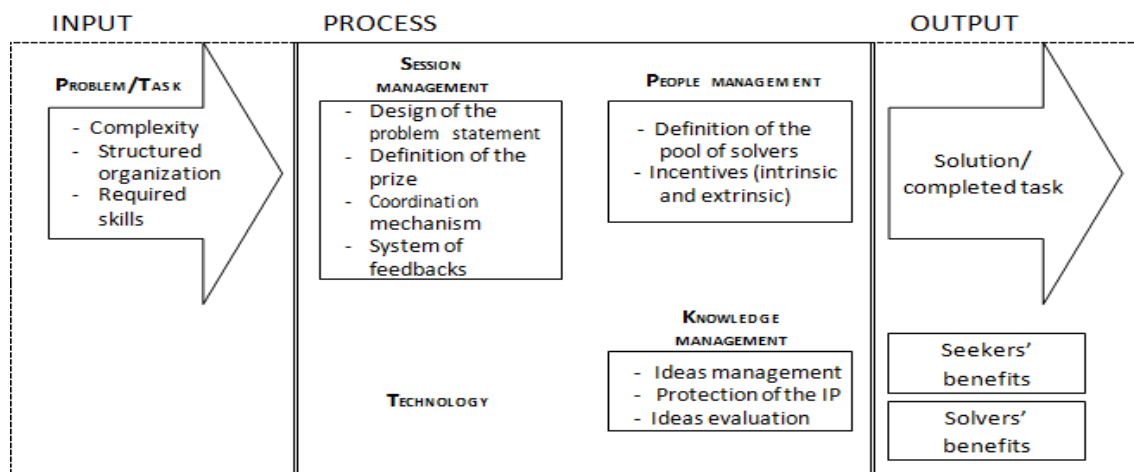 INPUT
PROCESS
OUTPUT
PROBLEM/TASK
- Complexity
- Structured
organization
- Required
skills
SESSION
MANAGEMENT
- Design of the
problem statement
- Definition of the
prize
- Coordination
mechanism
- System of
feedbacks
PEOPLE MANAGEMENT
- Definition of the
pool of solvers
- Incentives (intrinsic
and extrinsic)
KNOWLEDGE
MANAGEMENT
- Ideas management
- Protection of the IP
- Ideas evaluation
TECHNOLOGY
Solution/
completed task
Seekers'
benefits
Solvers'
benefits